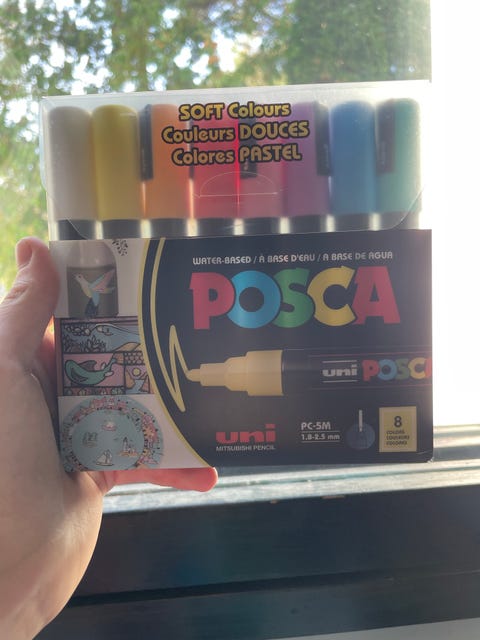 SOFT Colours
Couleurs DOUCES
Colores PASTEL
WATER-BASED / À BASE D'EAU / A BASE DE AGUA
POSCA
uni POSC
uni
MITSUBISHI PENCIL
PC-5M
1.8-2.5 mm
8
COLORS
COULEURS
COLORES